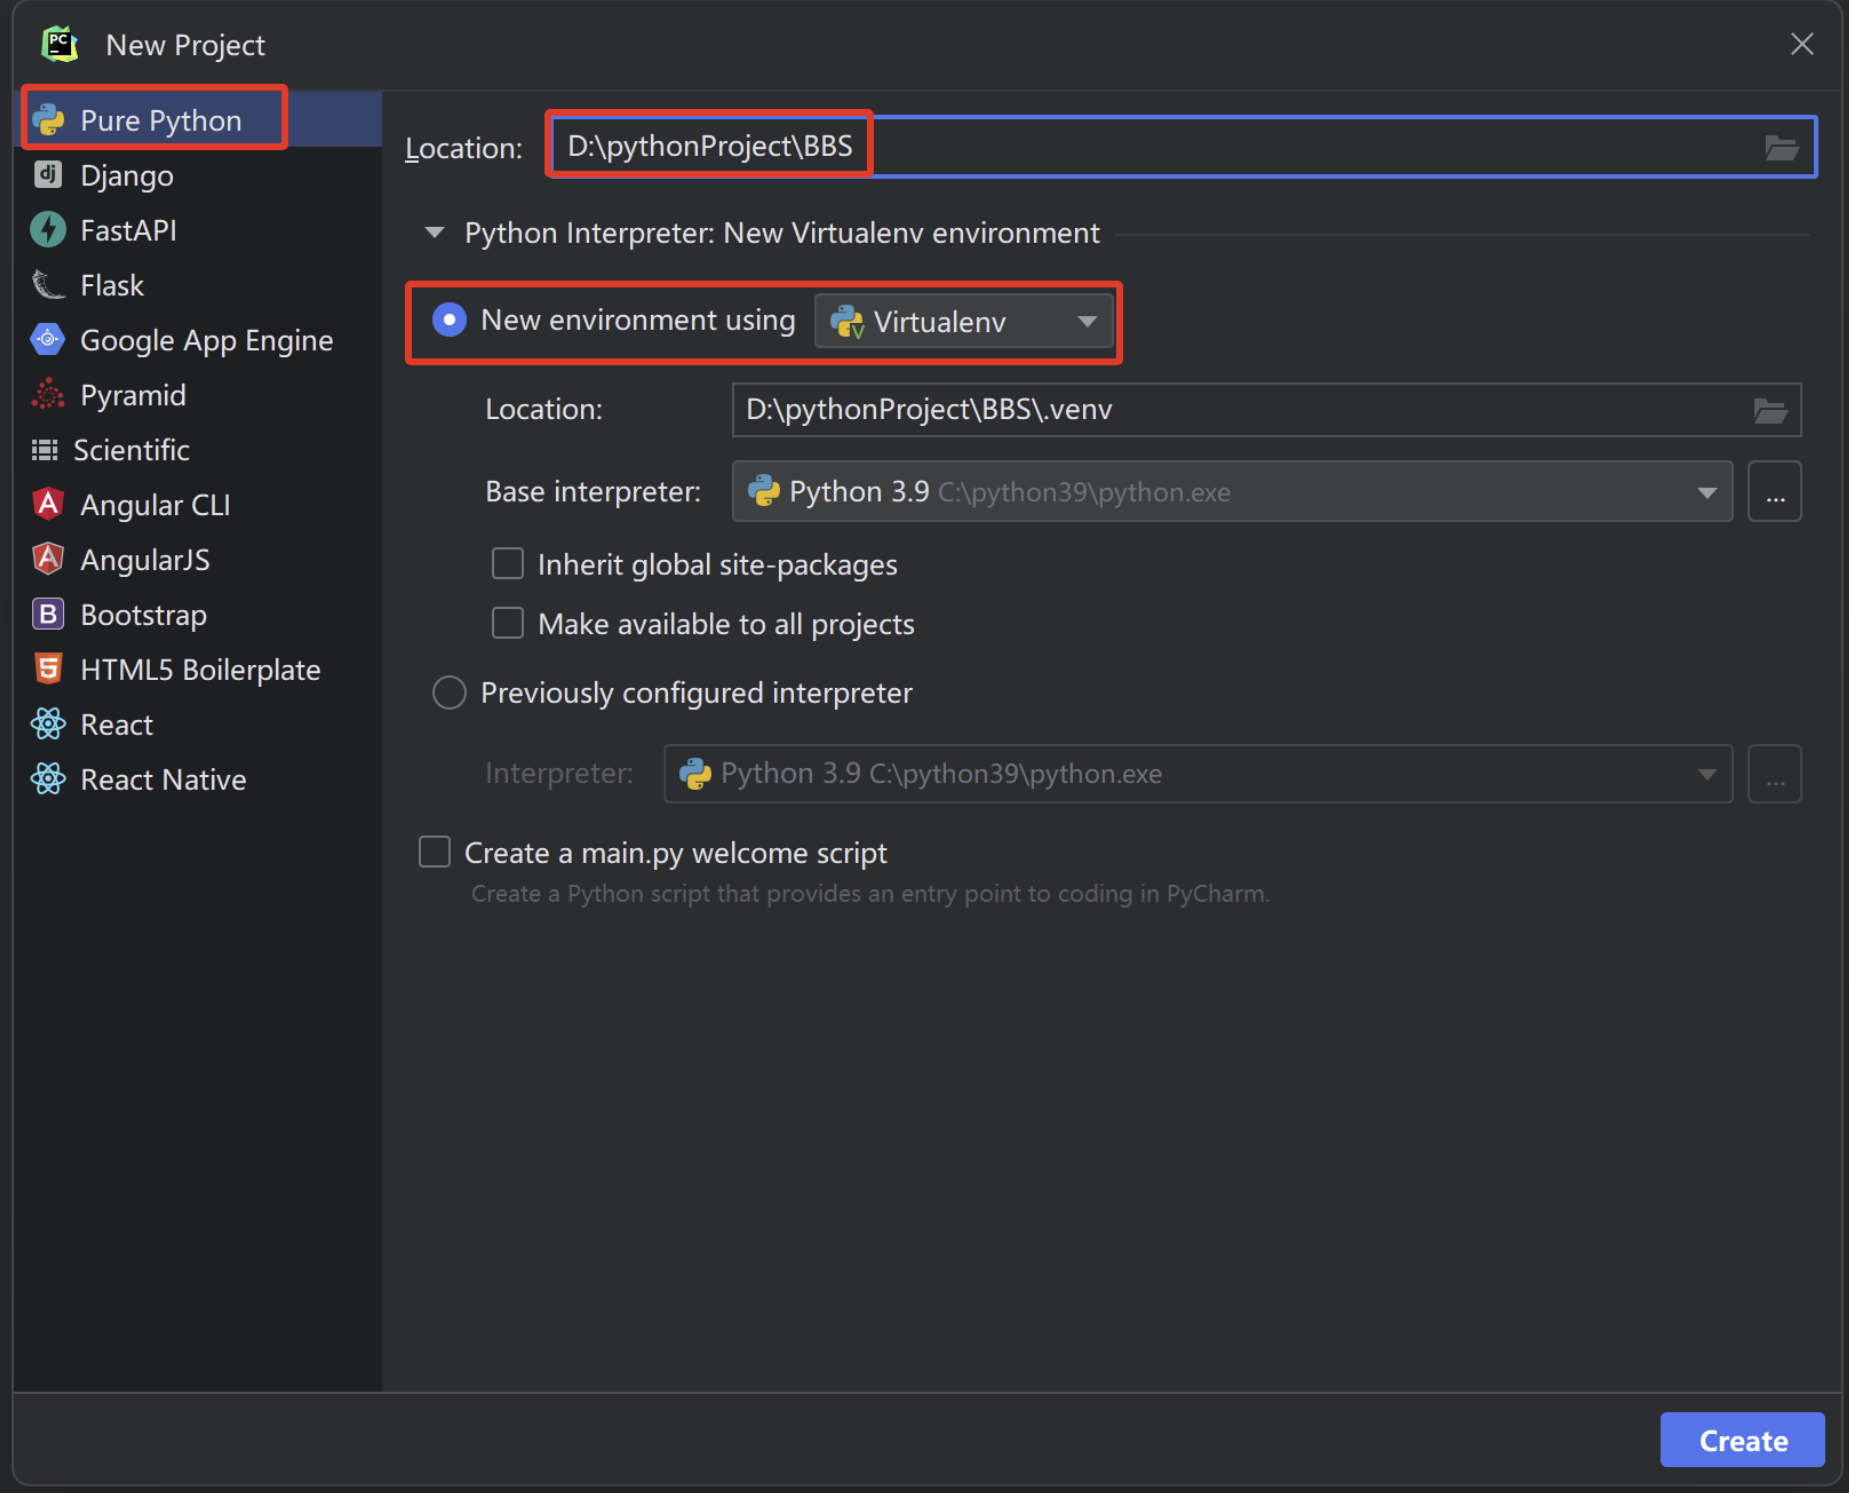 New Project
Pure Python
Django
FastAPI
Flask
Google App Engine
Pyramid
Scientific
Angular CLI
AngularJS
Bootstrap
HTML5 Boilerplate
React
React Native
Location: D:\pythonProject\BBS
Python Interpreter: New Virtualenv environment
New environment using Virtualenv
Location: D:\pythonProject\BBS\.venv
Base interpreter: Python 3.9 C:\python39\python.exe ...
Inherit global site-packages
Make available to all projects
Previously configured interpreter
Interpreter: Python 3.9 C:\python39\python.exe ...
Create a main.py welcome script
Create a Python script that provides an entry point to coding in PyCharm.
Create